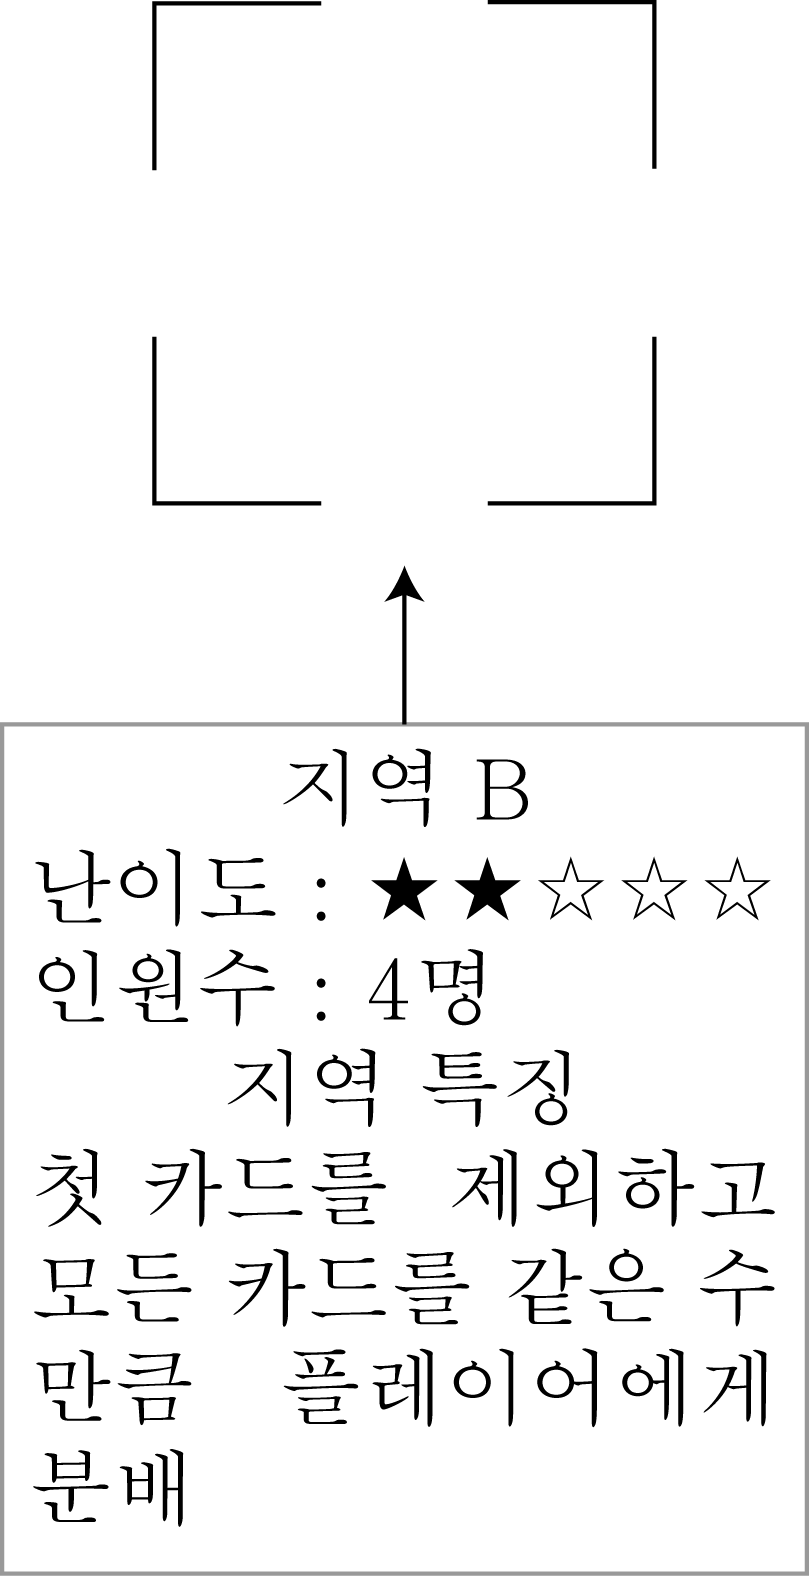 지역 B
난이도 : ★★☆☆☆
인원수 : 4명
지역 특징
첫 카드를 제외하고
모든 카드를 같은 수
만큼 플레이어에게
분배